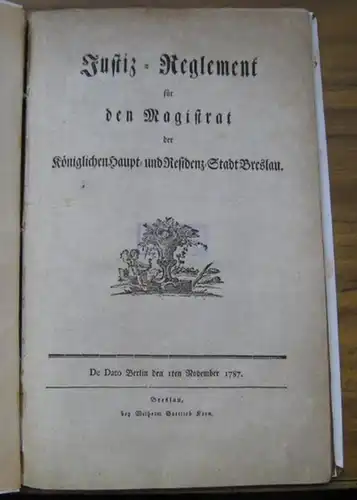 Justiz-Reglement
für
den Magistrat
der
Königlichen Haupt- und Residenz-Stadt Breslau.
De Dato Berlin den 1ten November 1787.
Breslau,
bey Wilhelm Gottlieb Korn.